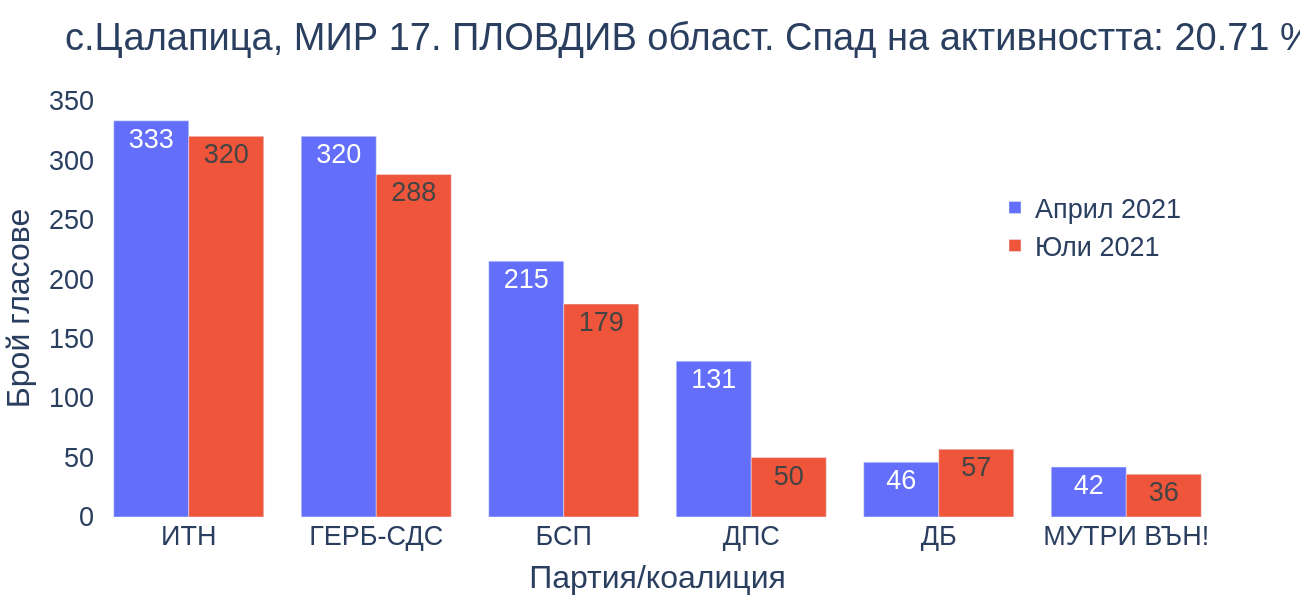 с.Цалапица, МИР 17. ПЛОВДИВ област. Спад на активността: 20.71 %
350
300
250
200
150
100
50
0
Брой гласове
333
320
320
288
215
179
131
50
46
57
42
36
Април 2021
Юли 2021
ИТН
ГЕРБ-СДС
БСП
ДПС
ДБ
МУТРИ ВЪН!
Партия/коалиция